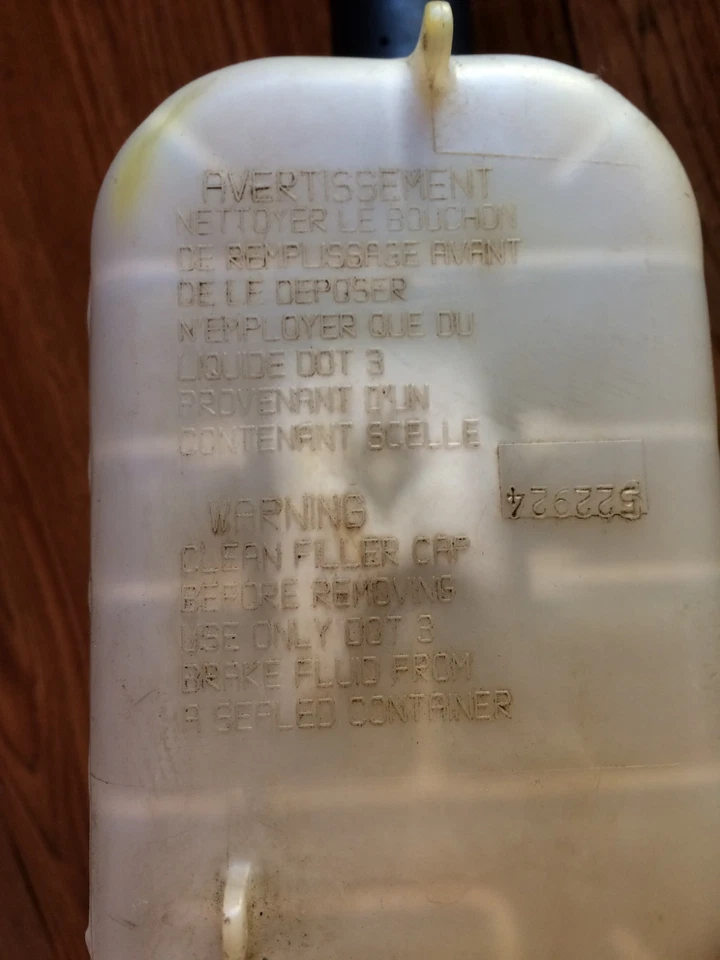 AVERTISSEMENT
NETTOYER LE BOUCHON
DE REMPLISSAGE AVANT
DE LE DEPOSER
N'EMPLOYER QUE DU
LIQUIDE DOT 3
PROVENANT D'UN
CONTENANT SCELLE
522924
WARNING
CLEAN FILLER CAP
BEFORE REMOVING
USE ONLY DOT 3
BRAKE FLUID FROM
A SEALED CONTAINER